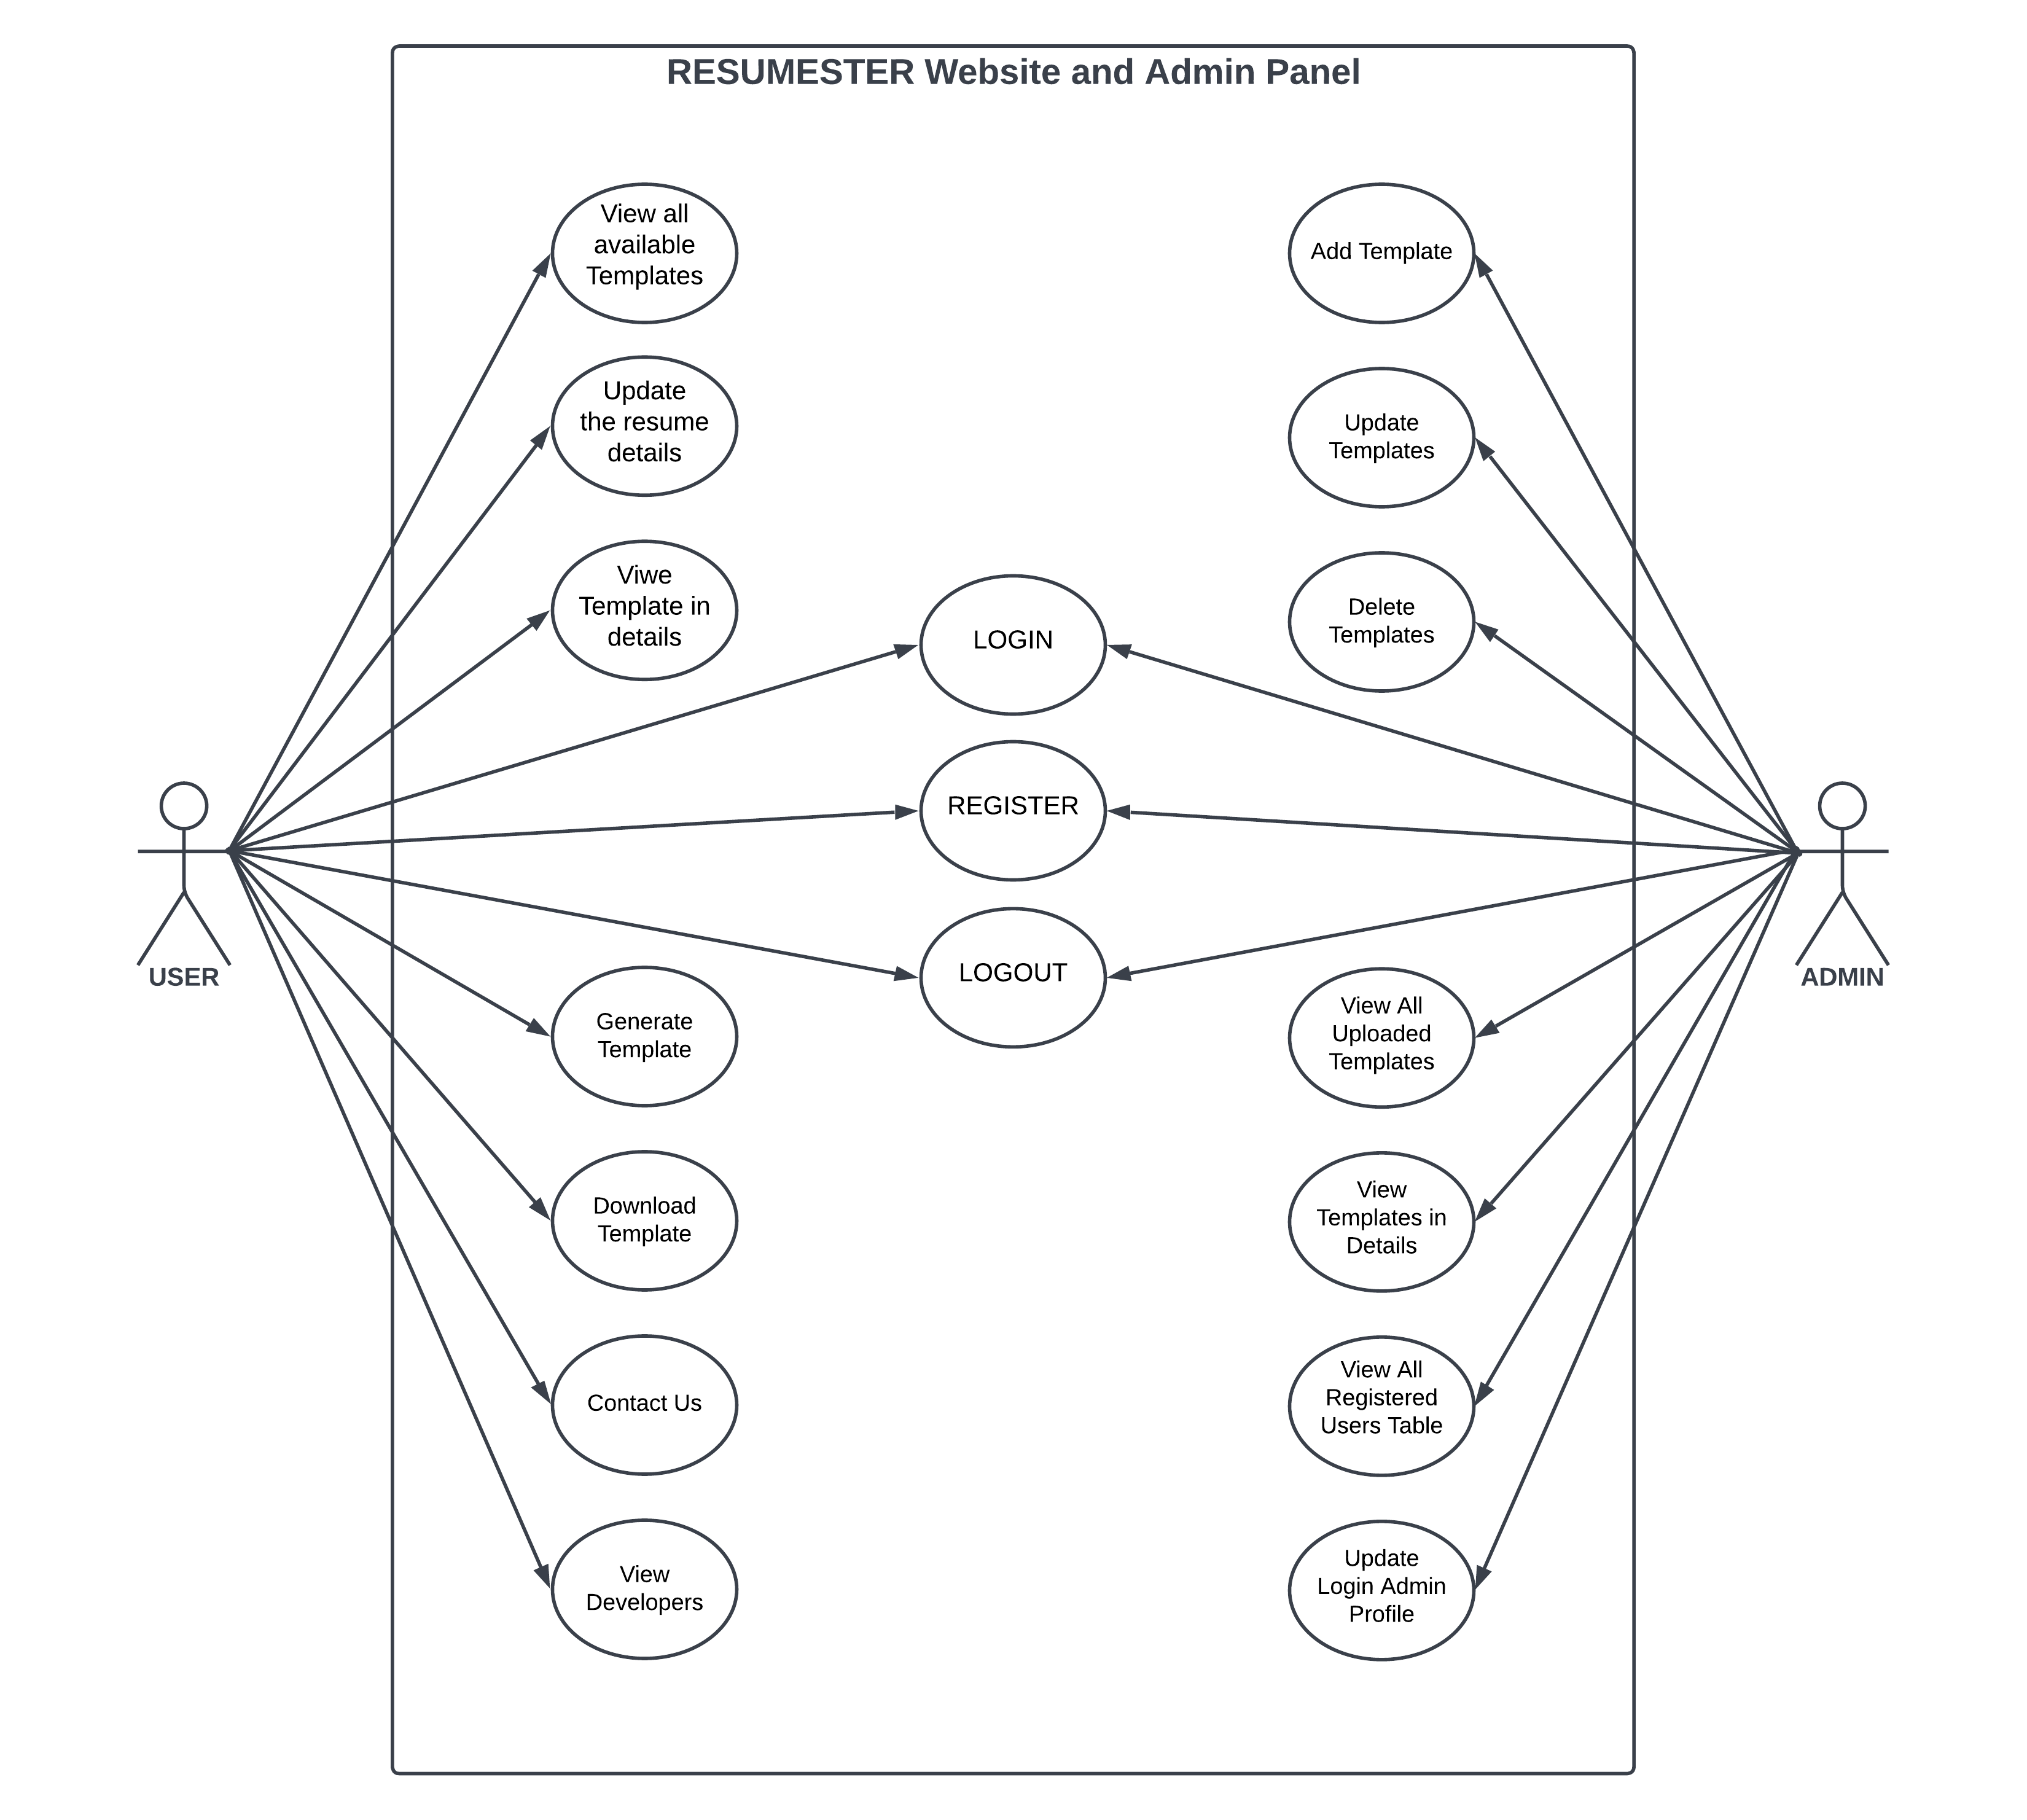 RESUMESTER Website and Admin Panel
View all
available
Templates
Update
the resume
details
Viwe
Template in
details
USER
Generate
Template
Download
Template
Contact Us
View
Developers
LOGIN
REGISTER
LOGOUT
Add Template
Update
Templates
Delete
Templates
ADMIN
View All
Uploaded
Templates
View
Templates in
Details
View All
Registered
Users Table
Update
Login Admin
Profile